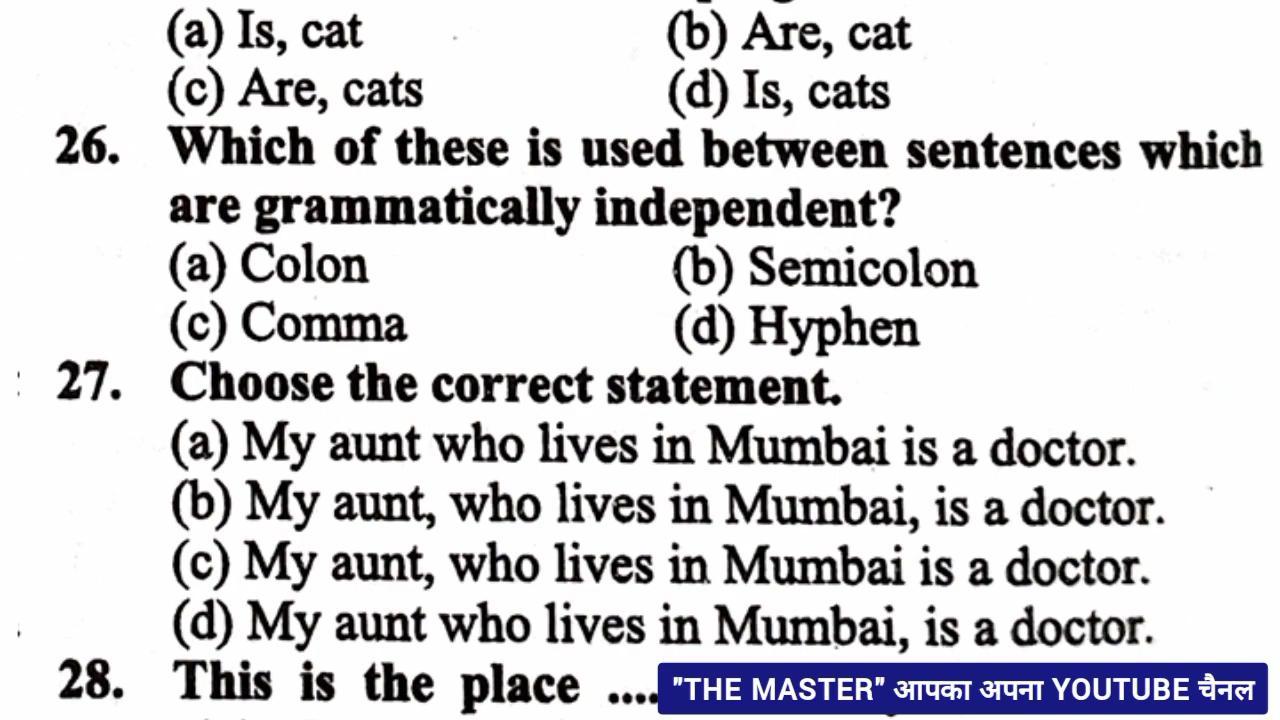 (a) Is, cat (b) Are, cat
(c) Are, cats (d) Is, cats
26. Which of these is used between sentences which
are grammatically independent?
(a) Colon (b) Semicolon
(c) Comma (d) Hyphen
27. Choose the correct statement.
(a) My aunt who lives in Mumbai is a doctor.
(b) My aunt, who lives in Mumbai, is a doctor.
(c) My aunt, who lives in Mumbai is a doctor.
(d) My aunt who lives in Mumbai, is a doctor.
28. This is the place ....
"THE MASTER" आपका अपना YOUTUBE चैनल